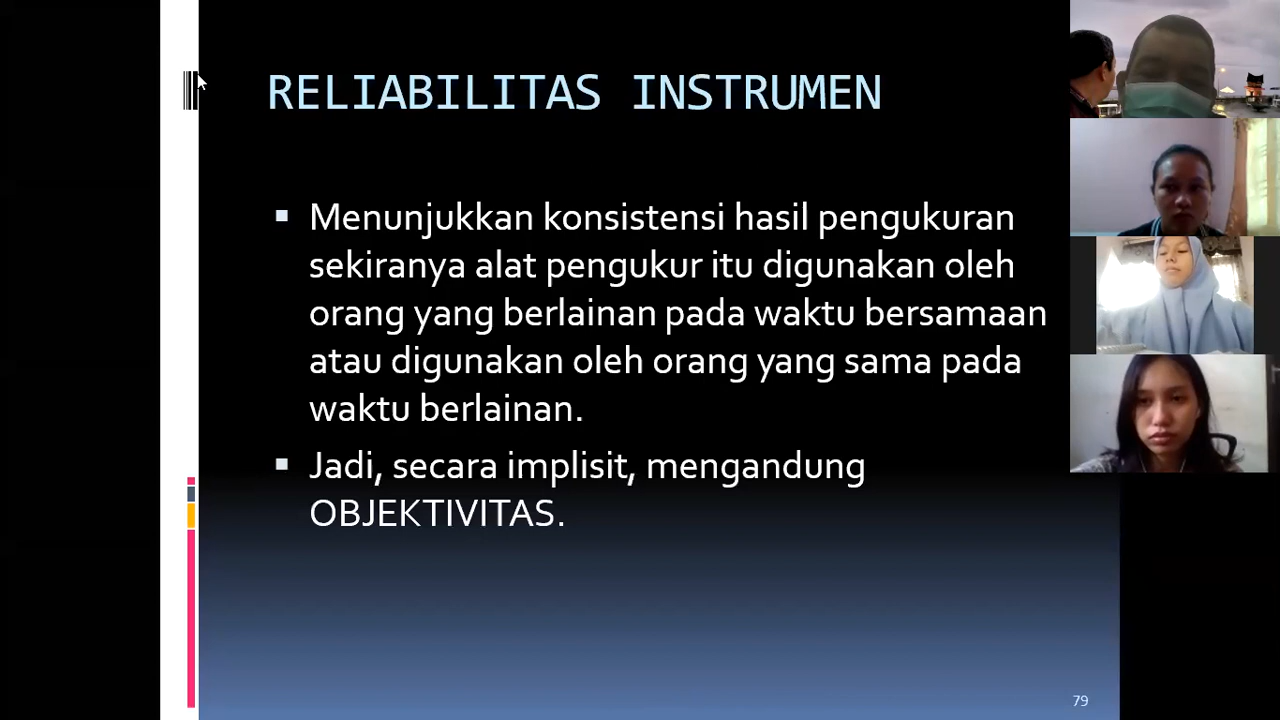 RELIABILITAS INSTRUMEN
Menunjukkan konsistensi hasil pengukuran
sekiranya alat pengukur itu digunakan oleh
orang yang berlainan pada waktu bersamaan
atau digunakan oleh orang yang sama pada
waktu berlainan.
Jadi, secara implisit, mengandung
OBJEKTIVITAS.
79